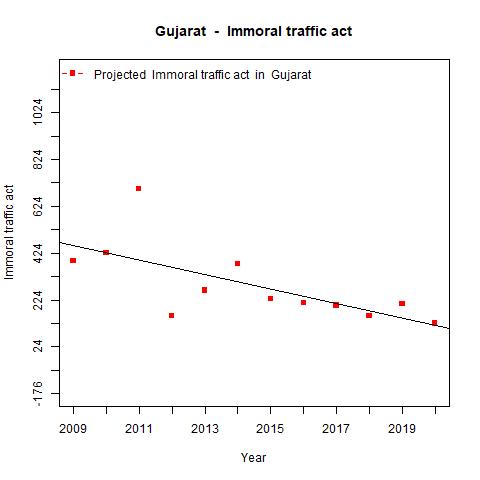 Gujarat - Immoral traffic act
Projected Immoral traffic act in Gujarat
1024
824
624
424
224
24
-176
Immoral traffic act
2009 2011 2013 2015 2017 2019
Year